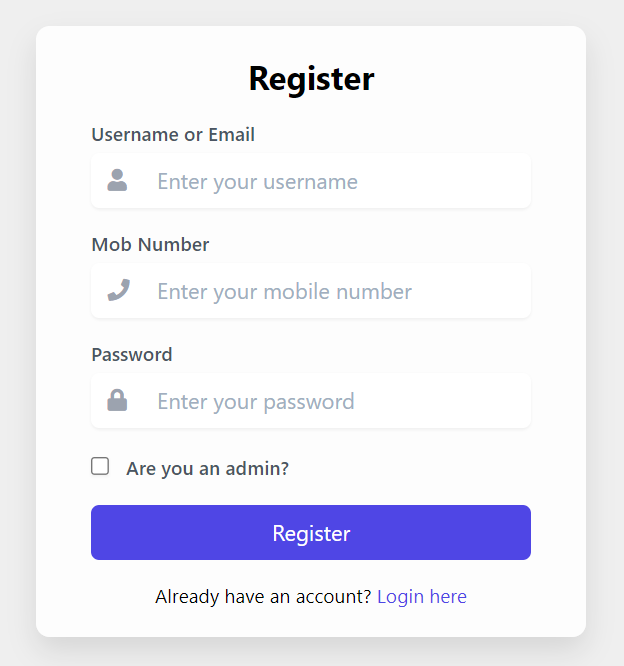 Register
Username or Email
Enter your username
Mob Number
Enter your mobile number
Password
Enter your password
Are you an admin?
Register
Already have an account? Login here